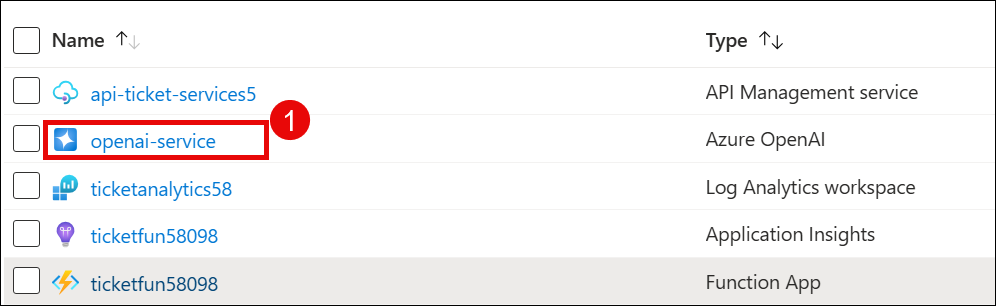 Name ↑↓ Type ↑↓
api-ticket-services5 API Management service
openai-service 1 Azure OpenAI
ticketanalytics58 Log Analytics workspace
ticketfun58098 Application Insights
ticketfun58098 Function App